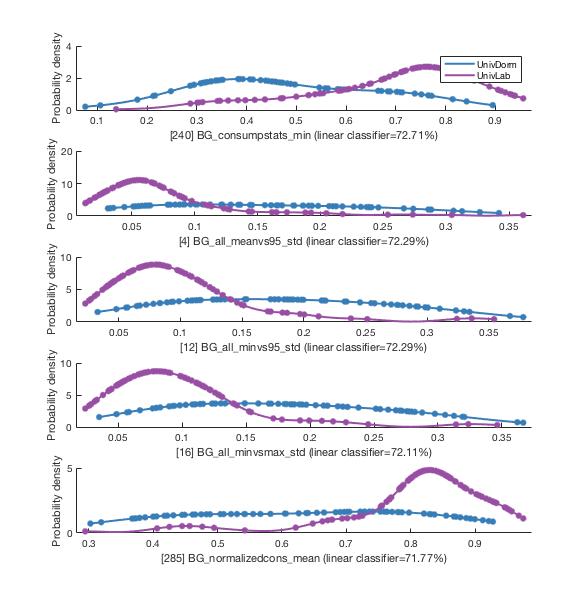 Probability density
4
2
0
UnivDorm
UnivLab
0.1 0.2 0.3 0.4 0.5 0.6 0.7 0.8 0.9
[240] BG_consumpstats_min (linear classifier=72.71%)
Probability density
20
10
0
0.05 0.1 0.15 0.2 0.25 0.3 0.35
[4] BG_all_meanvs95_std (linear classifier=72.29%)
Probability density
10
5
0
0.05 0.1 0.15 0.2 0.25 0.3 0.35
[12] BG_all_minvs95_std (linear classifier=72.29%)
Probability density
10
5
0
0.05 0.1 0.15 0.2 0.25 0.3 0.35
[16] BG_all_minvsmax_std (linear classifier=72.11%)
Probability density
5
0
0.3 0.4 0.5 0.6 0.7 0.8 0.9
[285] BG_normalizedcons_mean (linear classifier=71.77%)